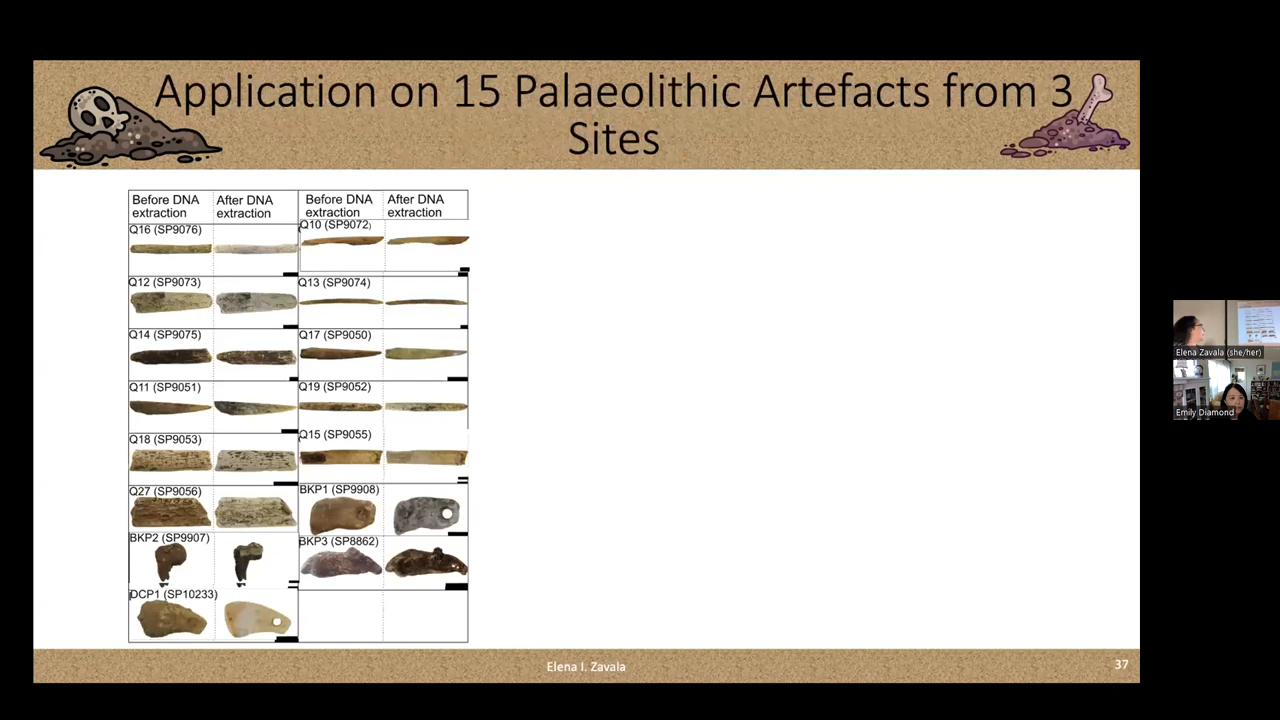 Application on 15 Palaeolithic Artefacts from 3
Sites
Before DNA
extraction
After DNA
extraction
Before DNA
extraction
After DNA
extraction
Q16 (SP9076)
Q10 (SP9072)
Q12 (SP9073)
Q13 (SP9074)
Q14 (SP9075)
Q17 (SP9050)
Q11 (SP9051)
Q19 (SP9052)
Q18 (SP9053)
Q15 (SP9055)
Q27 (SP9056)
BKP1 (SP9908)
BKP2 (SP9907)
BKP3 (SP8862)
DCP1 (SP10233)
Elena I. Zavala
37
Elena Zavala (she/her)
Emily Diamond